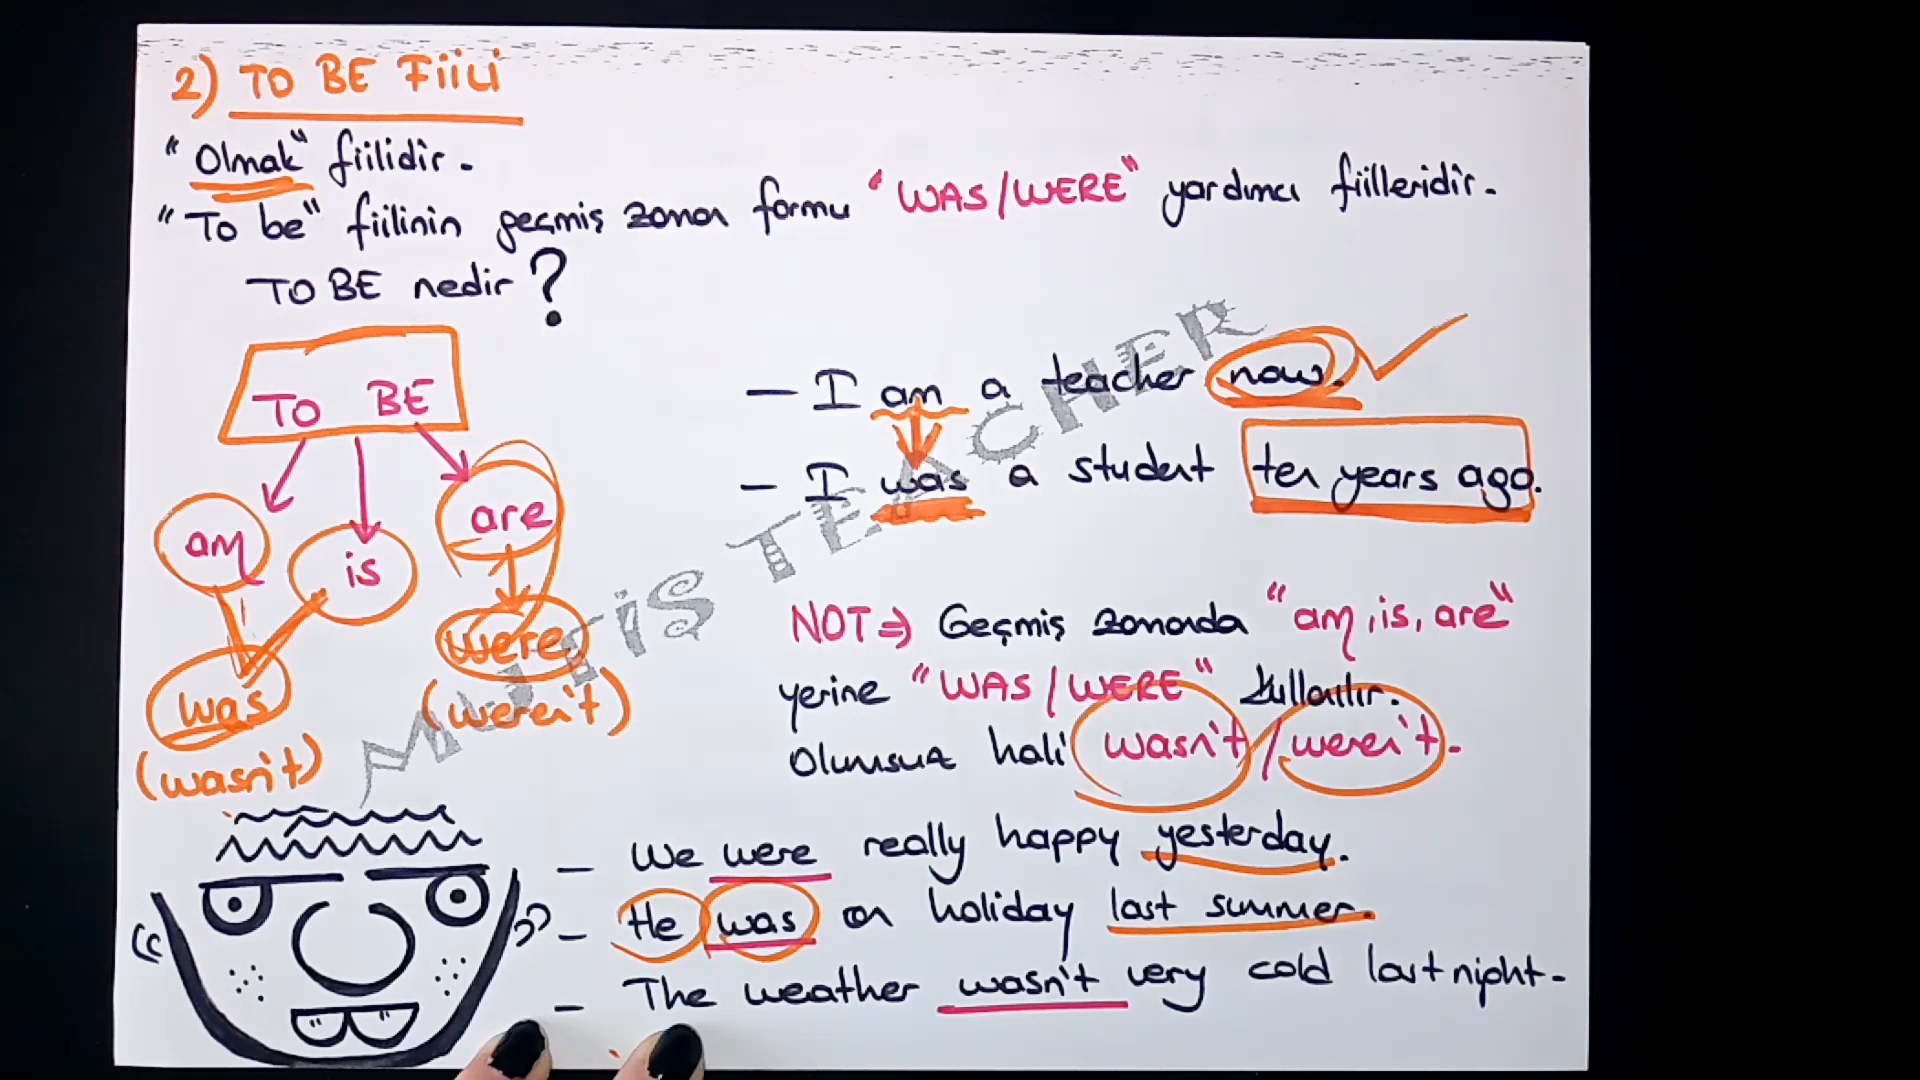 2) TO BE Fiili
"Olmak" fiilidir.
"To be" fiilinin geçmiş zaman formu "WAS/WERE" yardımcı fiilleridir.
TO BE nedir?
TO BE
am
is
are
was
(wasn't)
were
(weren't)
- I am a teacher now.
- I was a student ten years ago.
NOT ⇒ Geçmiş zamanda "am, is, are"
yerine "WAS/WERE" kullanılır.
Olumsuz hali wasn't / weren't.
- We were really happy yesterday.
- He was on holiday last summer.
- The weather wasn't very cold last night.
MUTIS TEACHER